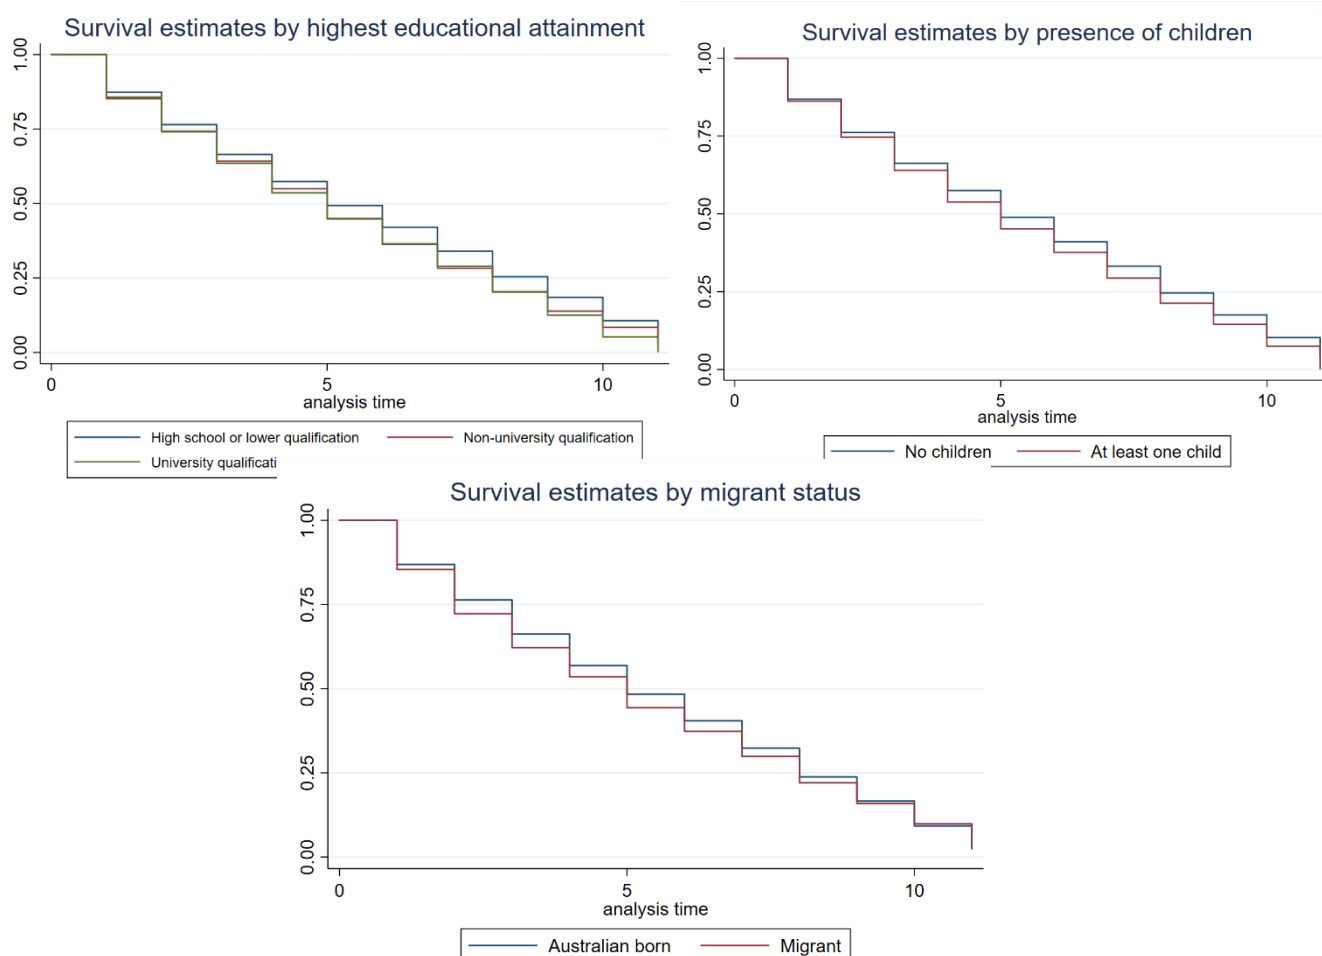 Survival estimates by highest educational attainment
1.00
0.75
0.50
0.25
0.00
0 5 10
analysis time
High school or lower qualification Non-university qualification
University qualificati
Survival estimates by presence of children
1.00
0.75
0.50
0.25
0.00
0 5 10
analysis time
No children At least one child
Survival estimates by migrant status
1.00
0.75
0.50
0.25
0.00
0 5 10
analysis time
Australian born Migrant